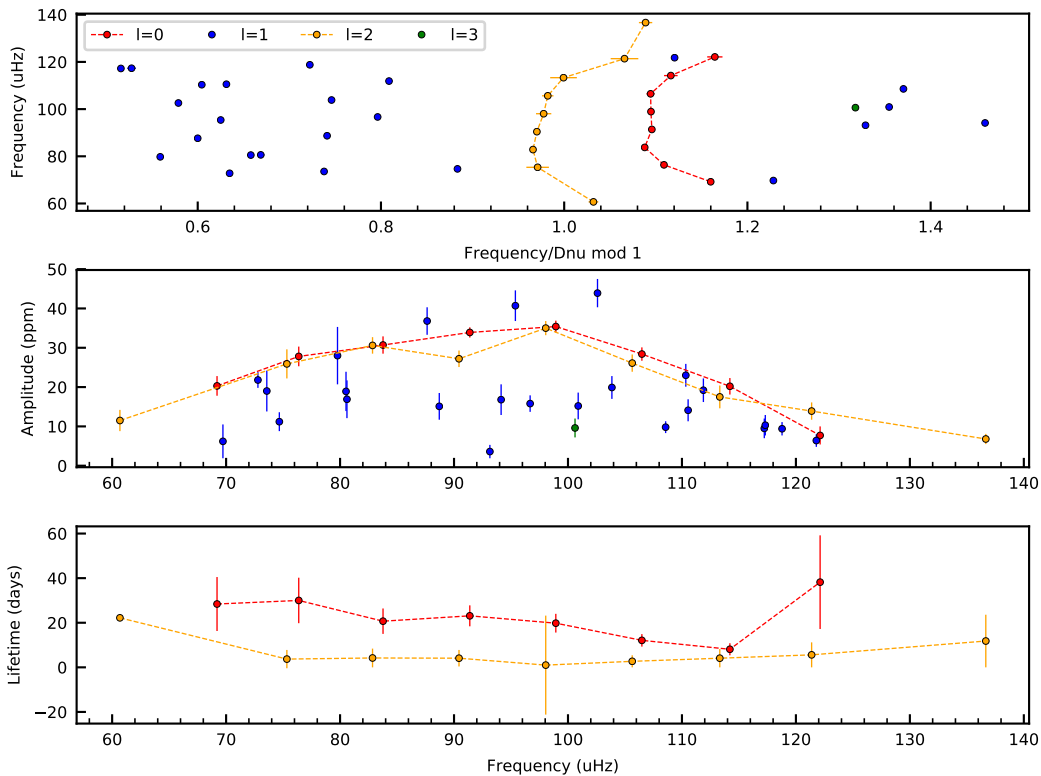 140
120
100
80
60
Frequency (uHz)
l=0 l=1 l=2 l=3
0.6 0.8 1.0 1.2 1.4
Frequency/Dnu mod 1
50
40
30
20
10
0
Amplitude (ppm)
60 70 80 90 100 110 120 130 140
60
40
20
0
−20
Lifetime (days)
60 70 80 90 100 110 120 130 140
Frequency (uHz)